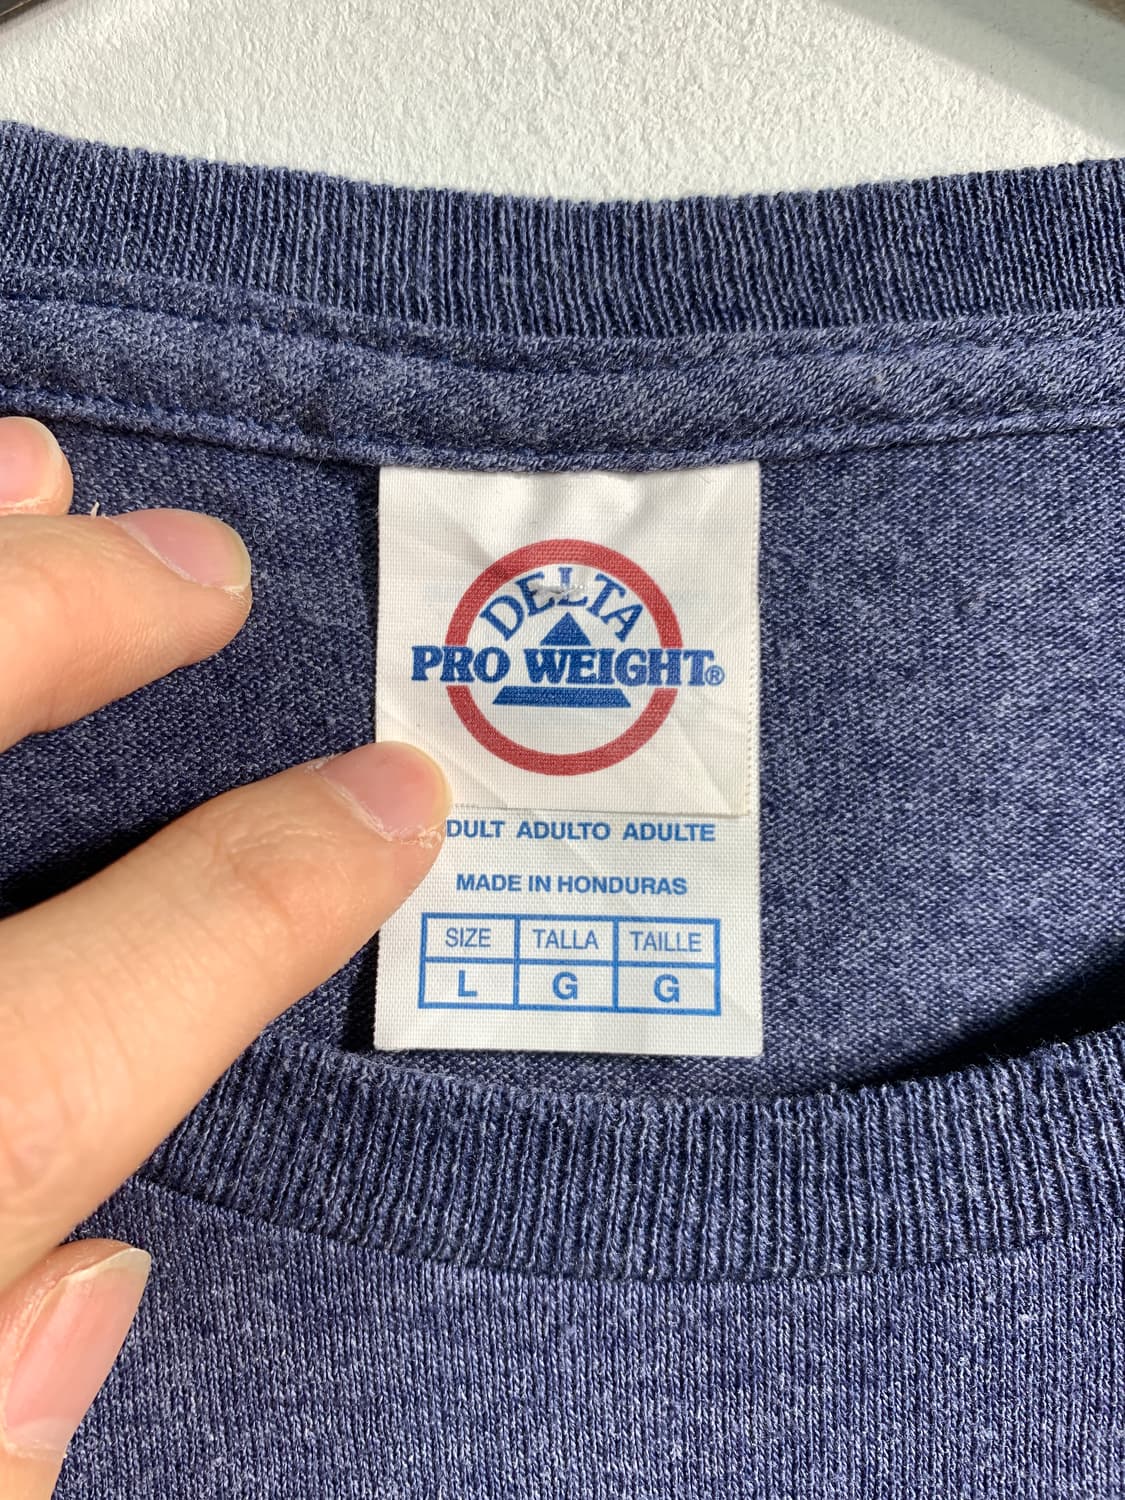 DELTA
PRO WEIGHT®
DULT ADULTO ADULTE
MADE IN HONDURAS
SIZE TALLA TAILLE
L G G